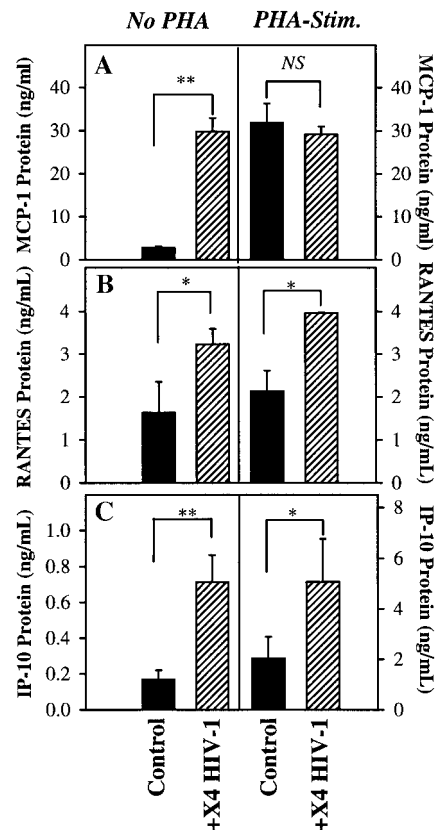 No PHA PHA-Stim.
A
** NS
MCP-1 Protein (ng/ml)
40
30
20
10
0
40
30
20
10
0
MCP-1 Protein (ng/ml)
B
* *
RANTES Protein (ng/mL)
4
3
2
1
0
4
3
2
1
0
RANTES Protein (ng/mL)
C
** *
IP-10 Protein (ng/mL)
1.0
0.8
0.6
0.4
0.2
0.0
8
6
4
2
0
IP-10 Protein (ng/mL)
Control
+X4 HIV-1
Control
+X4 HIV-1